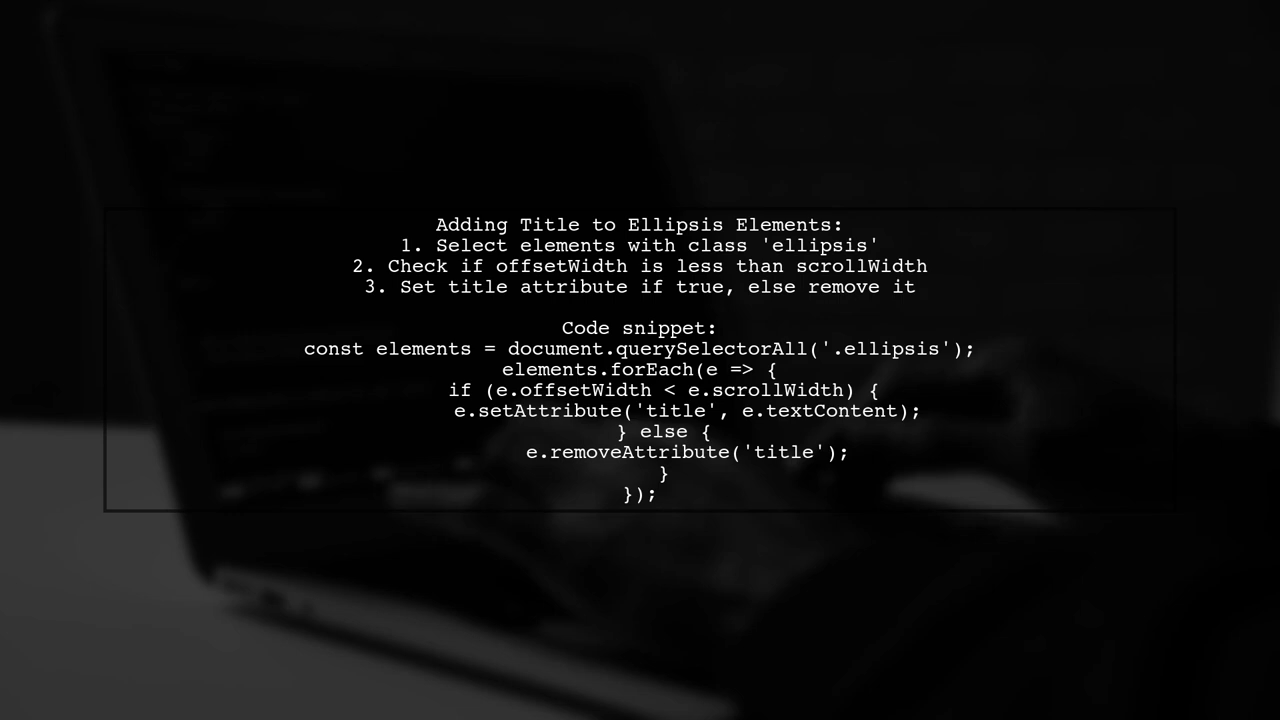 Adding Title to Ellipsis Elements:
1. Select elements with class 'ellipsis'
2. Check if offsetWidth is less than scrollWidth
3. Set title attribute if true, else remove it
Code snippet:
const elements = document.querySelectorAll('.ellipsis');
elements.forEach(e => {
if (e.offsetWidth < e.scrollWidth) {
e.setAttribute('title', e.textContent);
} else {
e.removeAttribute('title');
}
});